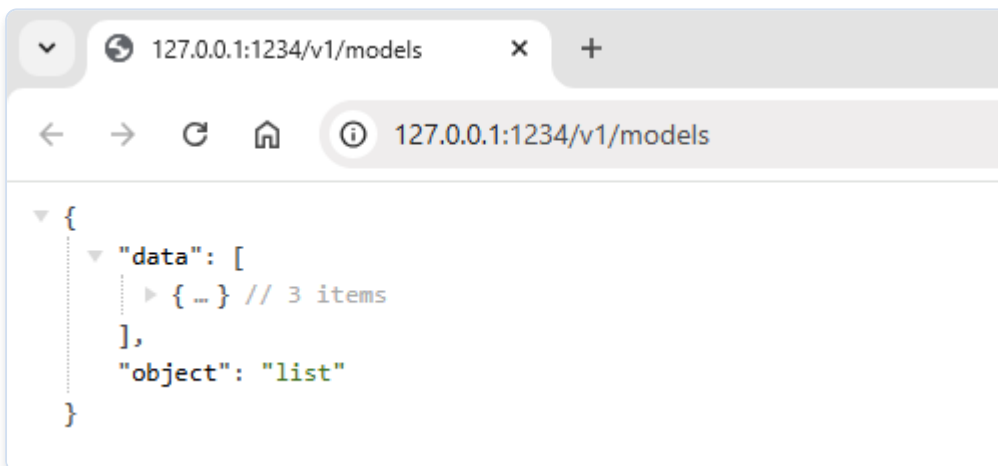 127.0.0.1:1234/v1/models
127.0.0.1:1234/v1/models
{
"data": [
{ … } // 3 items
],
"object": "list"
}